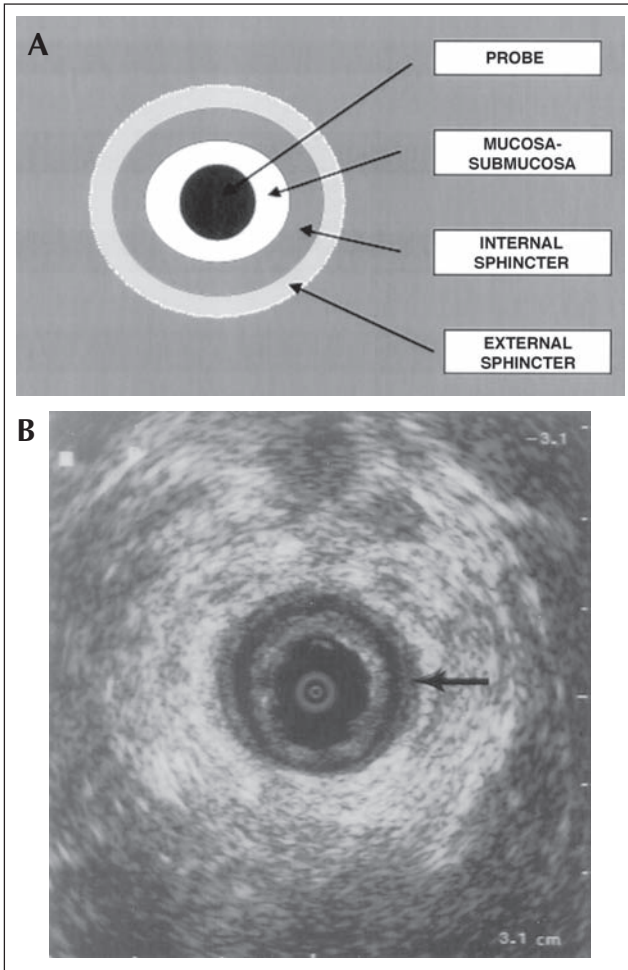 A
PROBE
MUCOSA-
SUBMUCOSA
INTERNAL
SPHINCTER
EXTERNAL
SPHINCTER
B
-3.1
3.1 cm